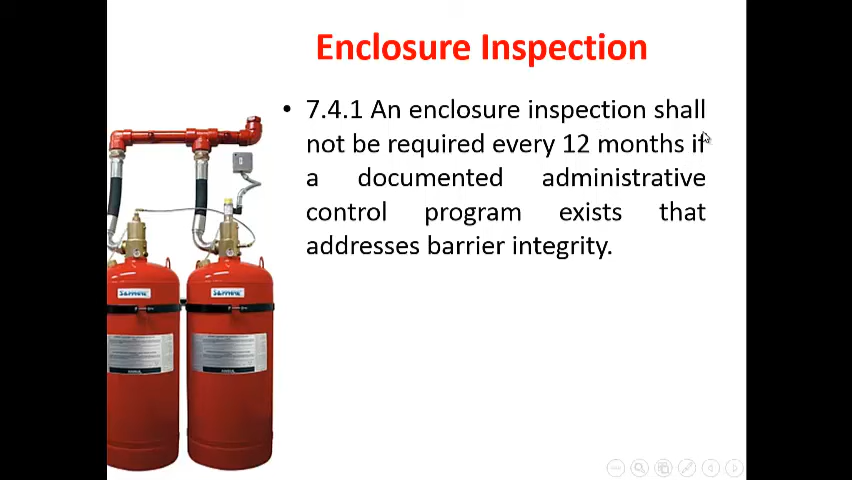 Enclosure Inspection
• 7.4.1 An enclosure inspection shall
not be required every 12 months if
a documented administrative
control program exists that
addresses barrier integrity.